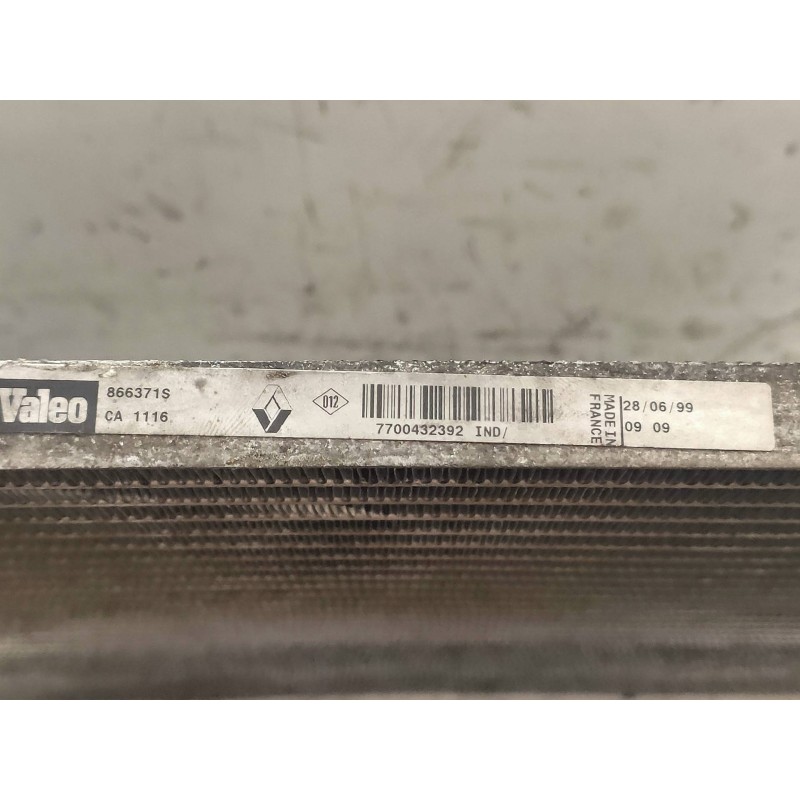 Valeo
866371S
CA 1116
012
7700432392 IND/
MADE IN
FRANCE
28/06/99
09 09